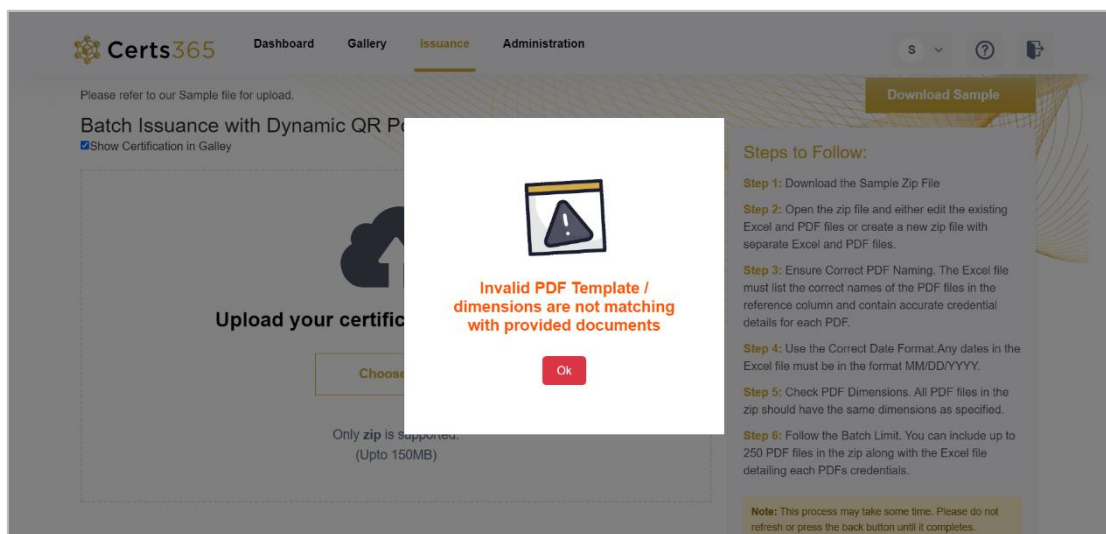 Certs365
Dashboard Gallery Issuance Administration
S
Please refer to our Sample file for upload.
Download Sample
Batch Issuance with Dynamic QR
Show Certification in Galley
Upload your certific
Choose
Only zip is supported.
(Upto 150MB)
Invalid PDF Template /
dimensions are not matching
with provided documents
Ok
Steps to Follow:
Step 1: Download the Sample Zip File
Step 2: Open the zip file and either edit the existing
Excel and PDF files or create a new zip file with
separate Excel and PDF files.
Step 3: Ensure Correct PDF Naming. The Excel file
must list the correct names of the PDF files in the
reference column and contain accurate credential
details for each PDF.
Step 4: Use the Correct Date Format.Any dates in the
Excel file must be in the format MM/DD/YYYY.
Step 5: Check PDF Dimensions. All PDF files in the
zip should have the same dimensions as specified.
Step 6: Follow the Batch Limit. You can include up to
250 PDF files in the zip along with the Excel file
detailing each PDFs credentials.
Note: This process may take some time. Please do not
refresh or press the back button until it completes.